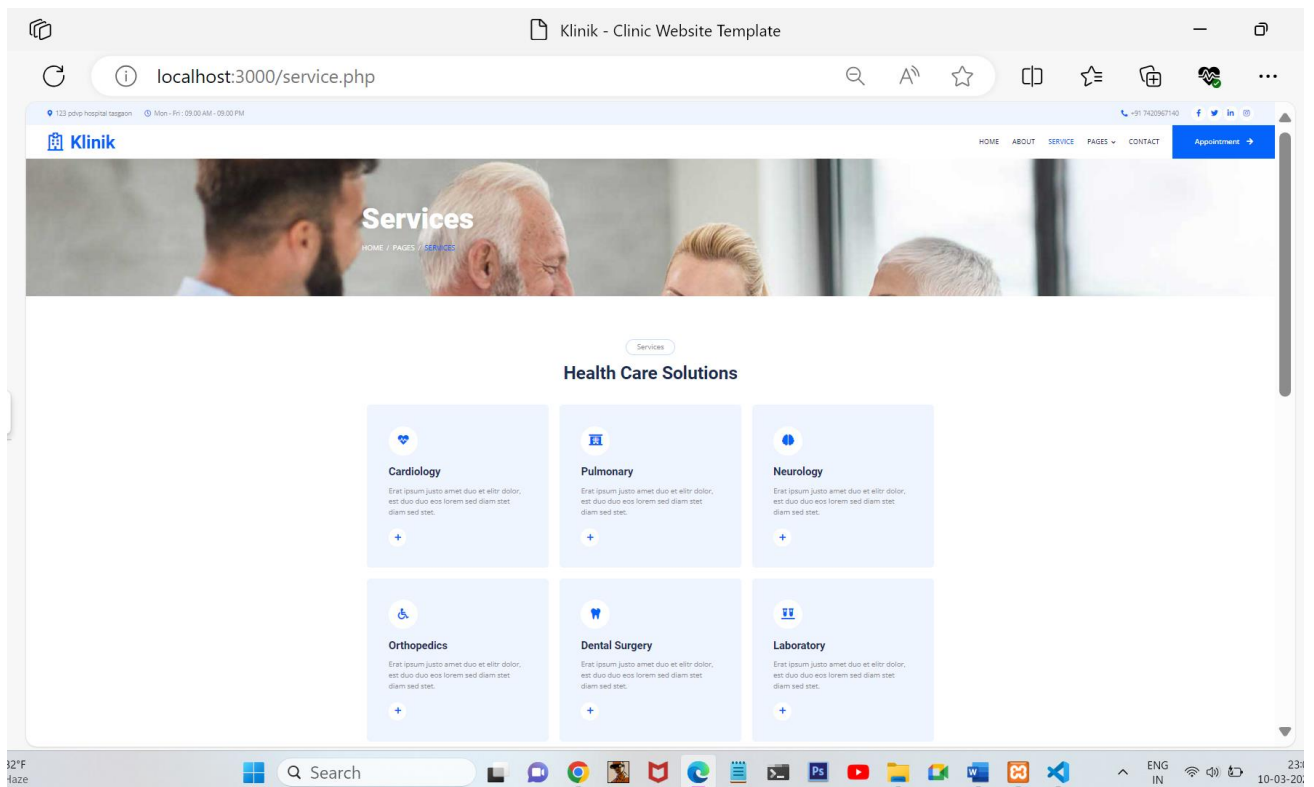 Klinik - Clinic Website Template
localhost:3000/service.php
123 pdvp hospital tasgaon Mon - Fri : 09.00 AM - 09.00 PM +91 7420967140
Klinik
HOME ABOUT SERVICE PAGES CONTACT Appointment
Services
HOME / PAGES / SERVICES
Services
Health Care Solutions
Cardiology
Erat ipsum justo amet duo et elitr dolor,
est duo duo eos lorem sed diam stet
diam sed stet.
Pulmonary
Erat ipsum justo amet duo et elitr dolor,
est duo duo eos lorem sed diam stet
diam sed stet.
Neurology
Erat ipsum justo amet duo et elitr dolor,
est duo duo eos lorem sed diam stet
diam sed stet.
Orthopedics
Erat ipsum justo amet duo et elitr dolor,
est duo duo eos lorem sed diam stet
diam sed stet.
Dental Surgery
Erat ipsum justo amet duo et elitr dolor,
est duo duo eos lorem sed diam stet
diam sed stet.
Laboratory
Erat ipsum justo amet duo et elitr dolor,
est duo duo eos lorem sed diam stet
diam sed stet.
Search
Ps
ENG
IN